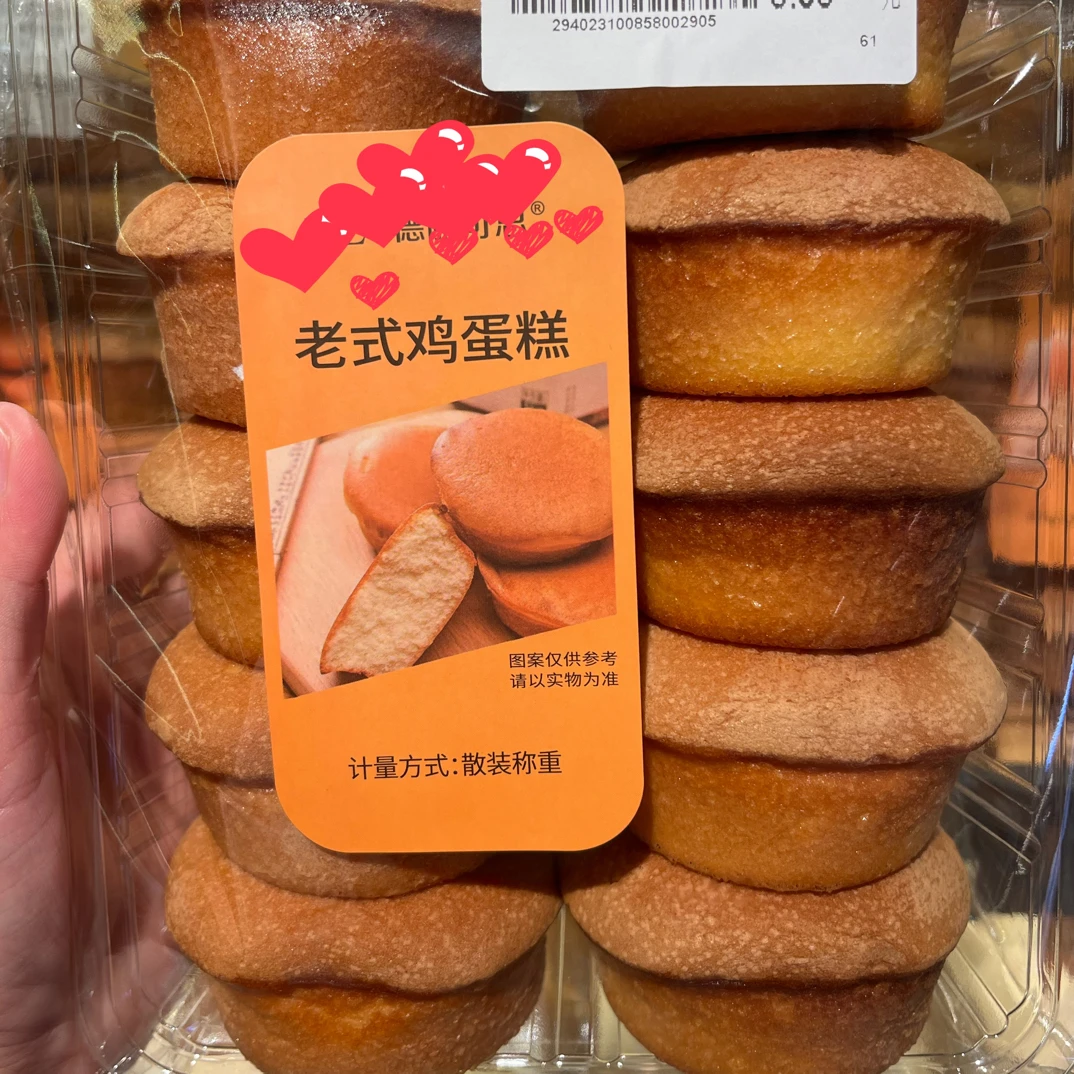 294023100858002905
61
®
老式鸡蛋糕
图案仅供参考
请以实物为准
计量方式:散装称重